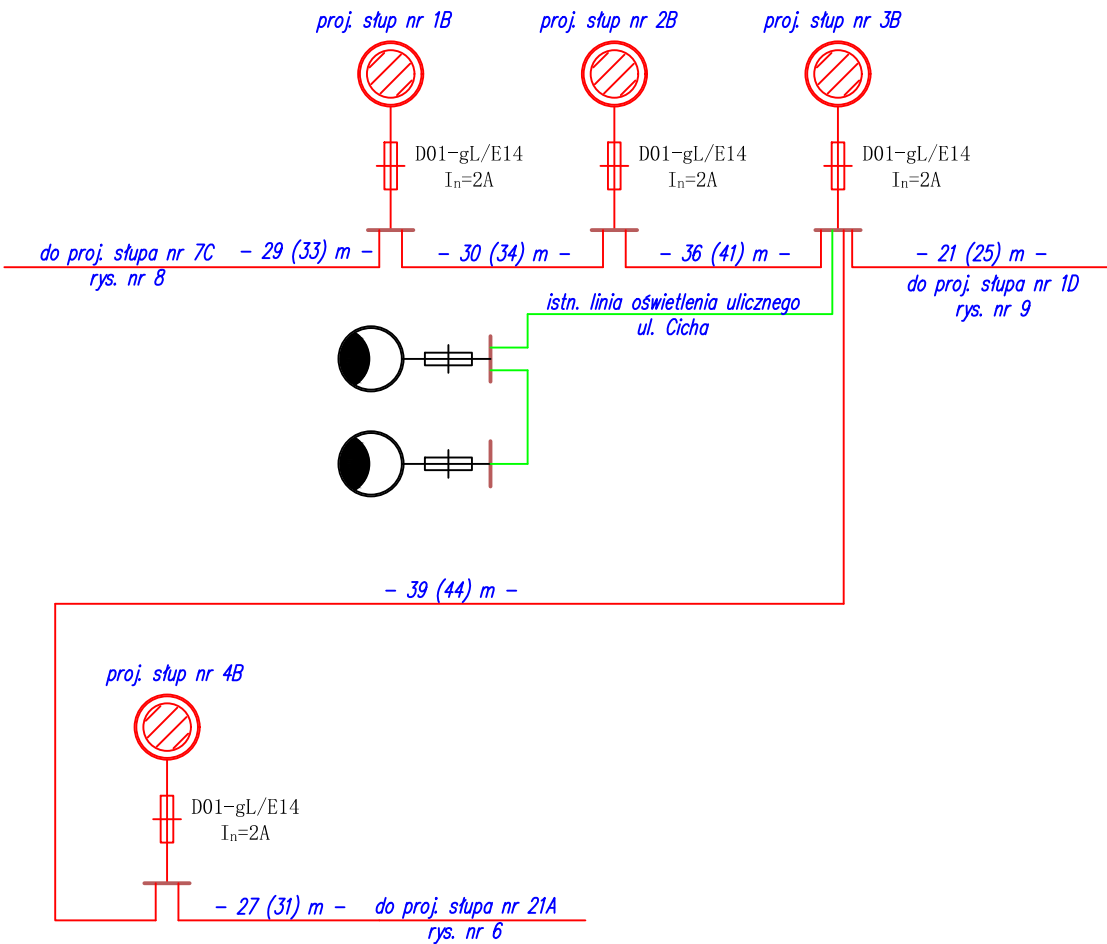 proj. słup nr 1B
proj. słup nr 2B
proj. słup nr 3B
D01-gL/E14
Iₙ=2A
D01-gL/E14
Iₙ=2A
D01-gL/E14
Iₙ=2A
do proj. słupa nr 7C
rys. nr 8
- 29 (33) m -
- 30 (34) m -
- 36 (41) m -
- 21 (25) m -
do proj. słupa nr 1D
rys. nr 9
istn. linia oświetlenia ulicznego
ul. Cicha
- 39 (44) m -
proj. słup nr 4B
D01-gL/E14
Iₙ=2A
- 27 (31) m -
do proj. słupa nr 21A
rys. nr 6